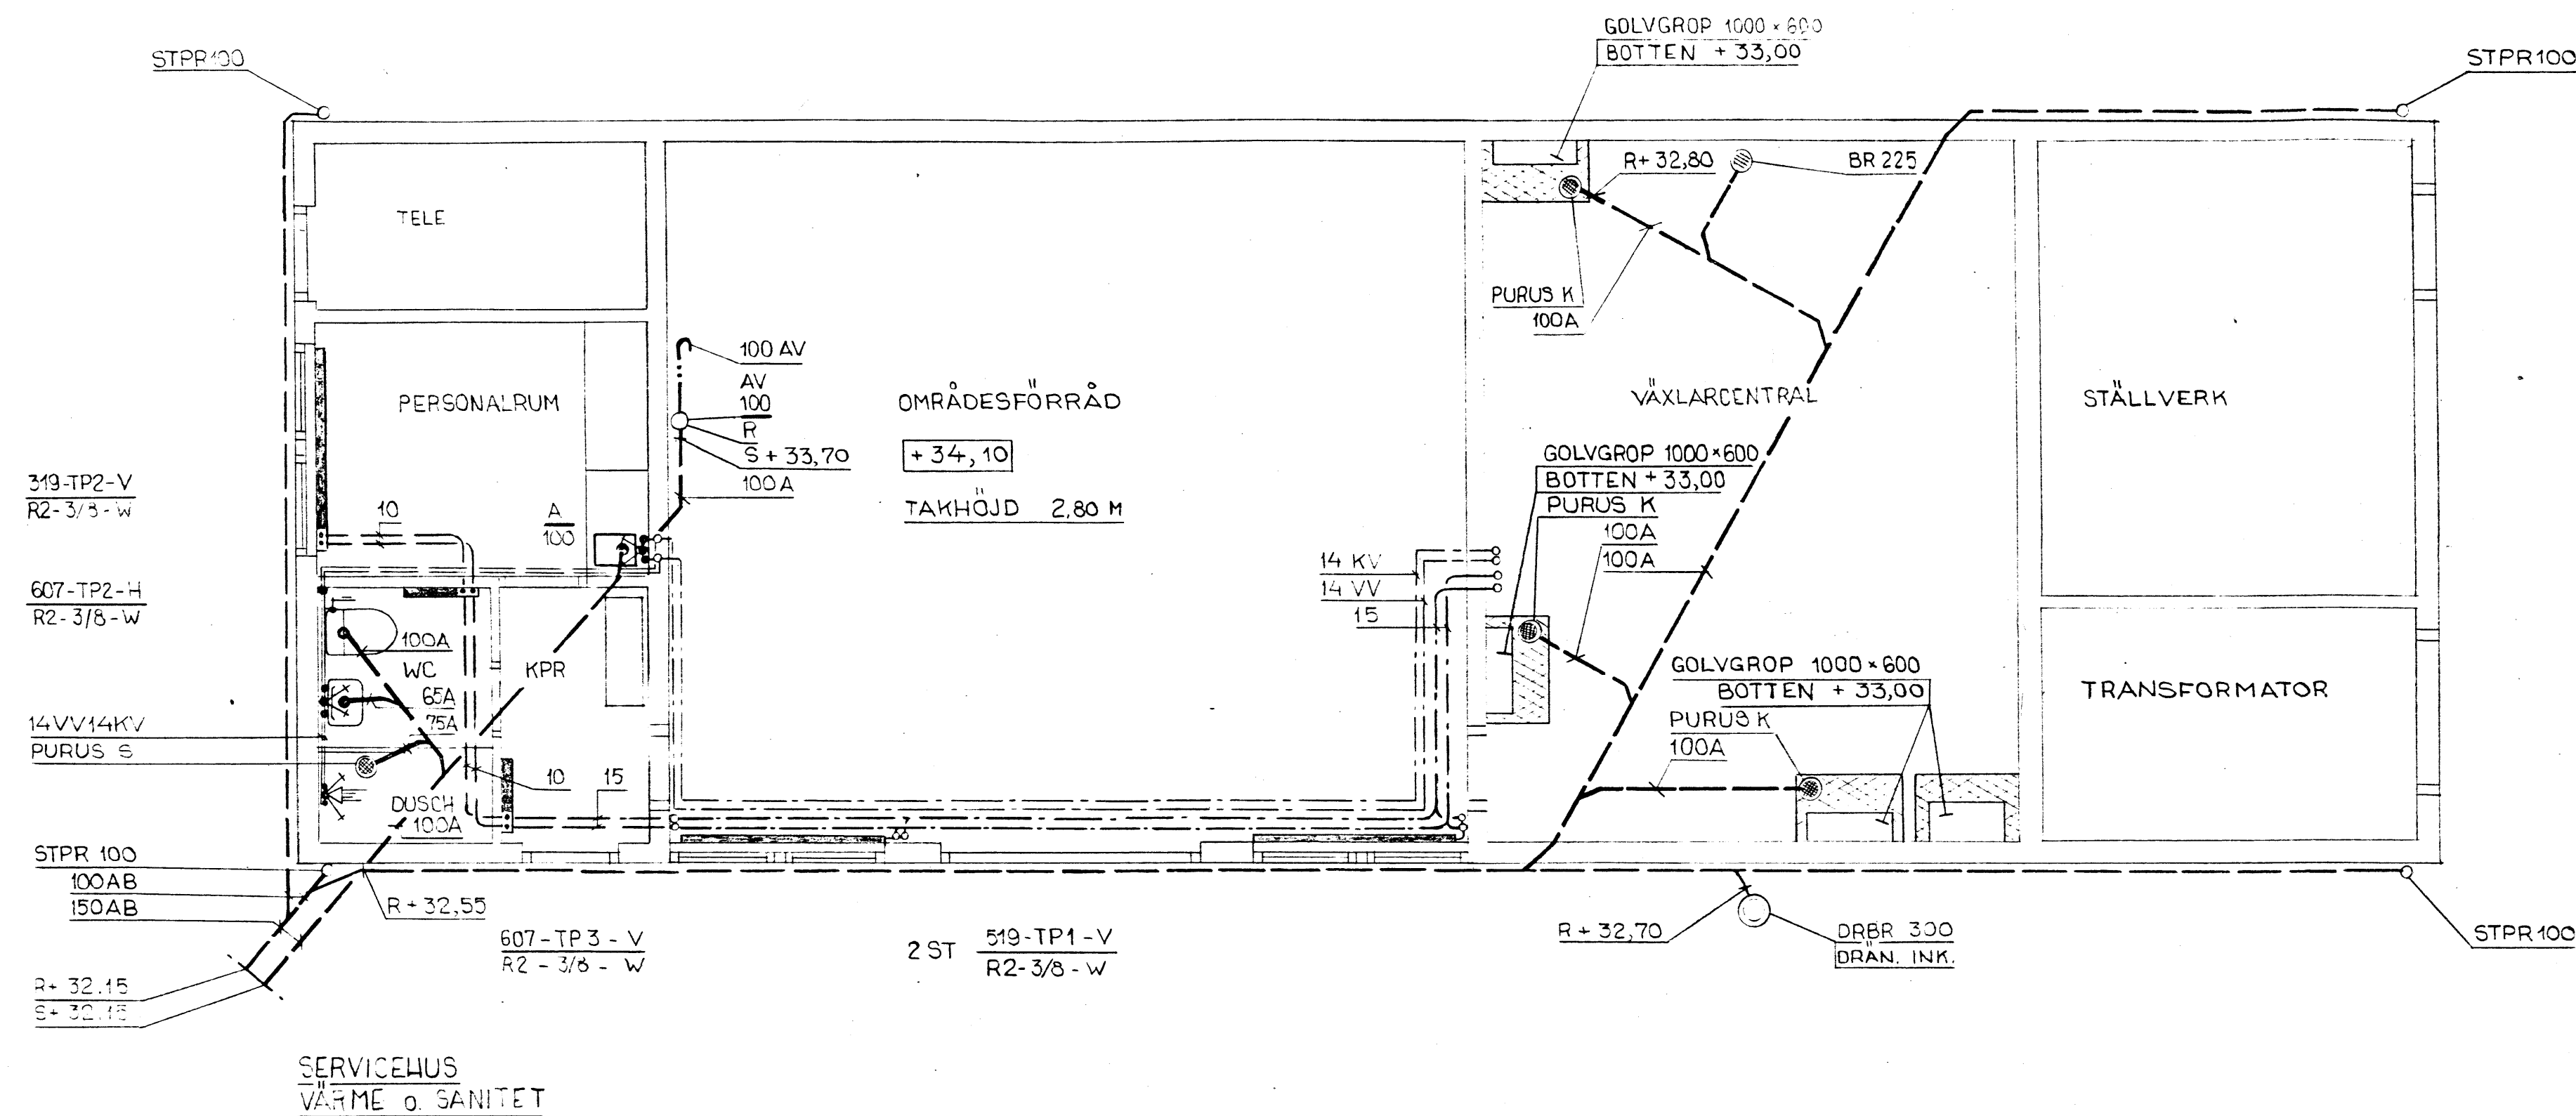 GOLVGROP 1000 × 600
BOTTEN + 33,00
STPR100
STPR100
R+ 32,80
BR 225
TELE
PURUS K
100A
100 AV
AV
100
R
S + 33,70
100A
PERSONALRUM
OMRÅDESFÖRRÅD
+34,10
TAKHÖJD 2,80 M
VÄXLARCENTRAL
STÄLLVERK
GOLVGROP 1000×600
BOTTEN + 33,00
PURUS K
100A
100A
319-TP2-V
R2-3/8-W
10
A
100
14 KV
14 VV
15
607-TP2-H
R2-3/8-W
100A
WC
KPR
65A
75A
GOLVGROP 1000×600
BOTTEN + 33,00
PURUS K
100A
TRANSFORMATOR
14VV14KV
PURUS S
10
15
DUSCH
100A
STPR 100
100AB
150AB
R+32,55
607-TP3-V
R2-3/8-W
2 ST
519-TP1-V
R2-3/8-W
R+32,70
DRBR 300
DRÄN. INK.
STPR100
R+ 32.15
S+ 32.15
SERVICEHUS
VÄRME o. SANITET